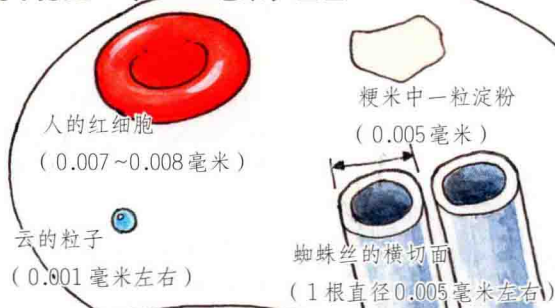 人的红细胞
（0.007~0.008毫米）
粳米中一粒淀粉
（0.005毫米）
云的粒子
（0.001毫米左右）
蜘蛛丝的横切面
（1根直径0.005毫米左右）